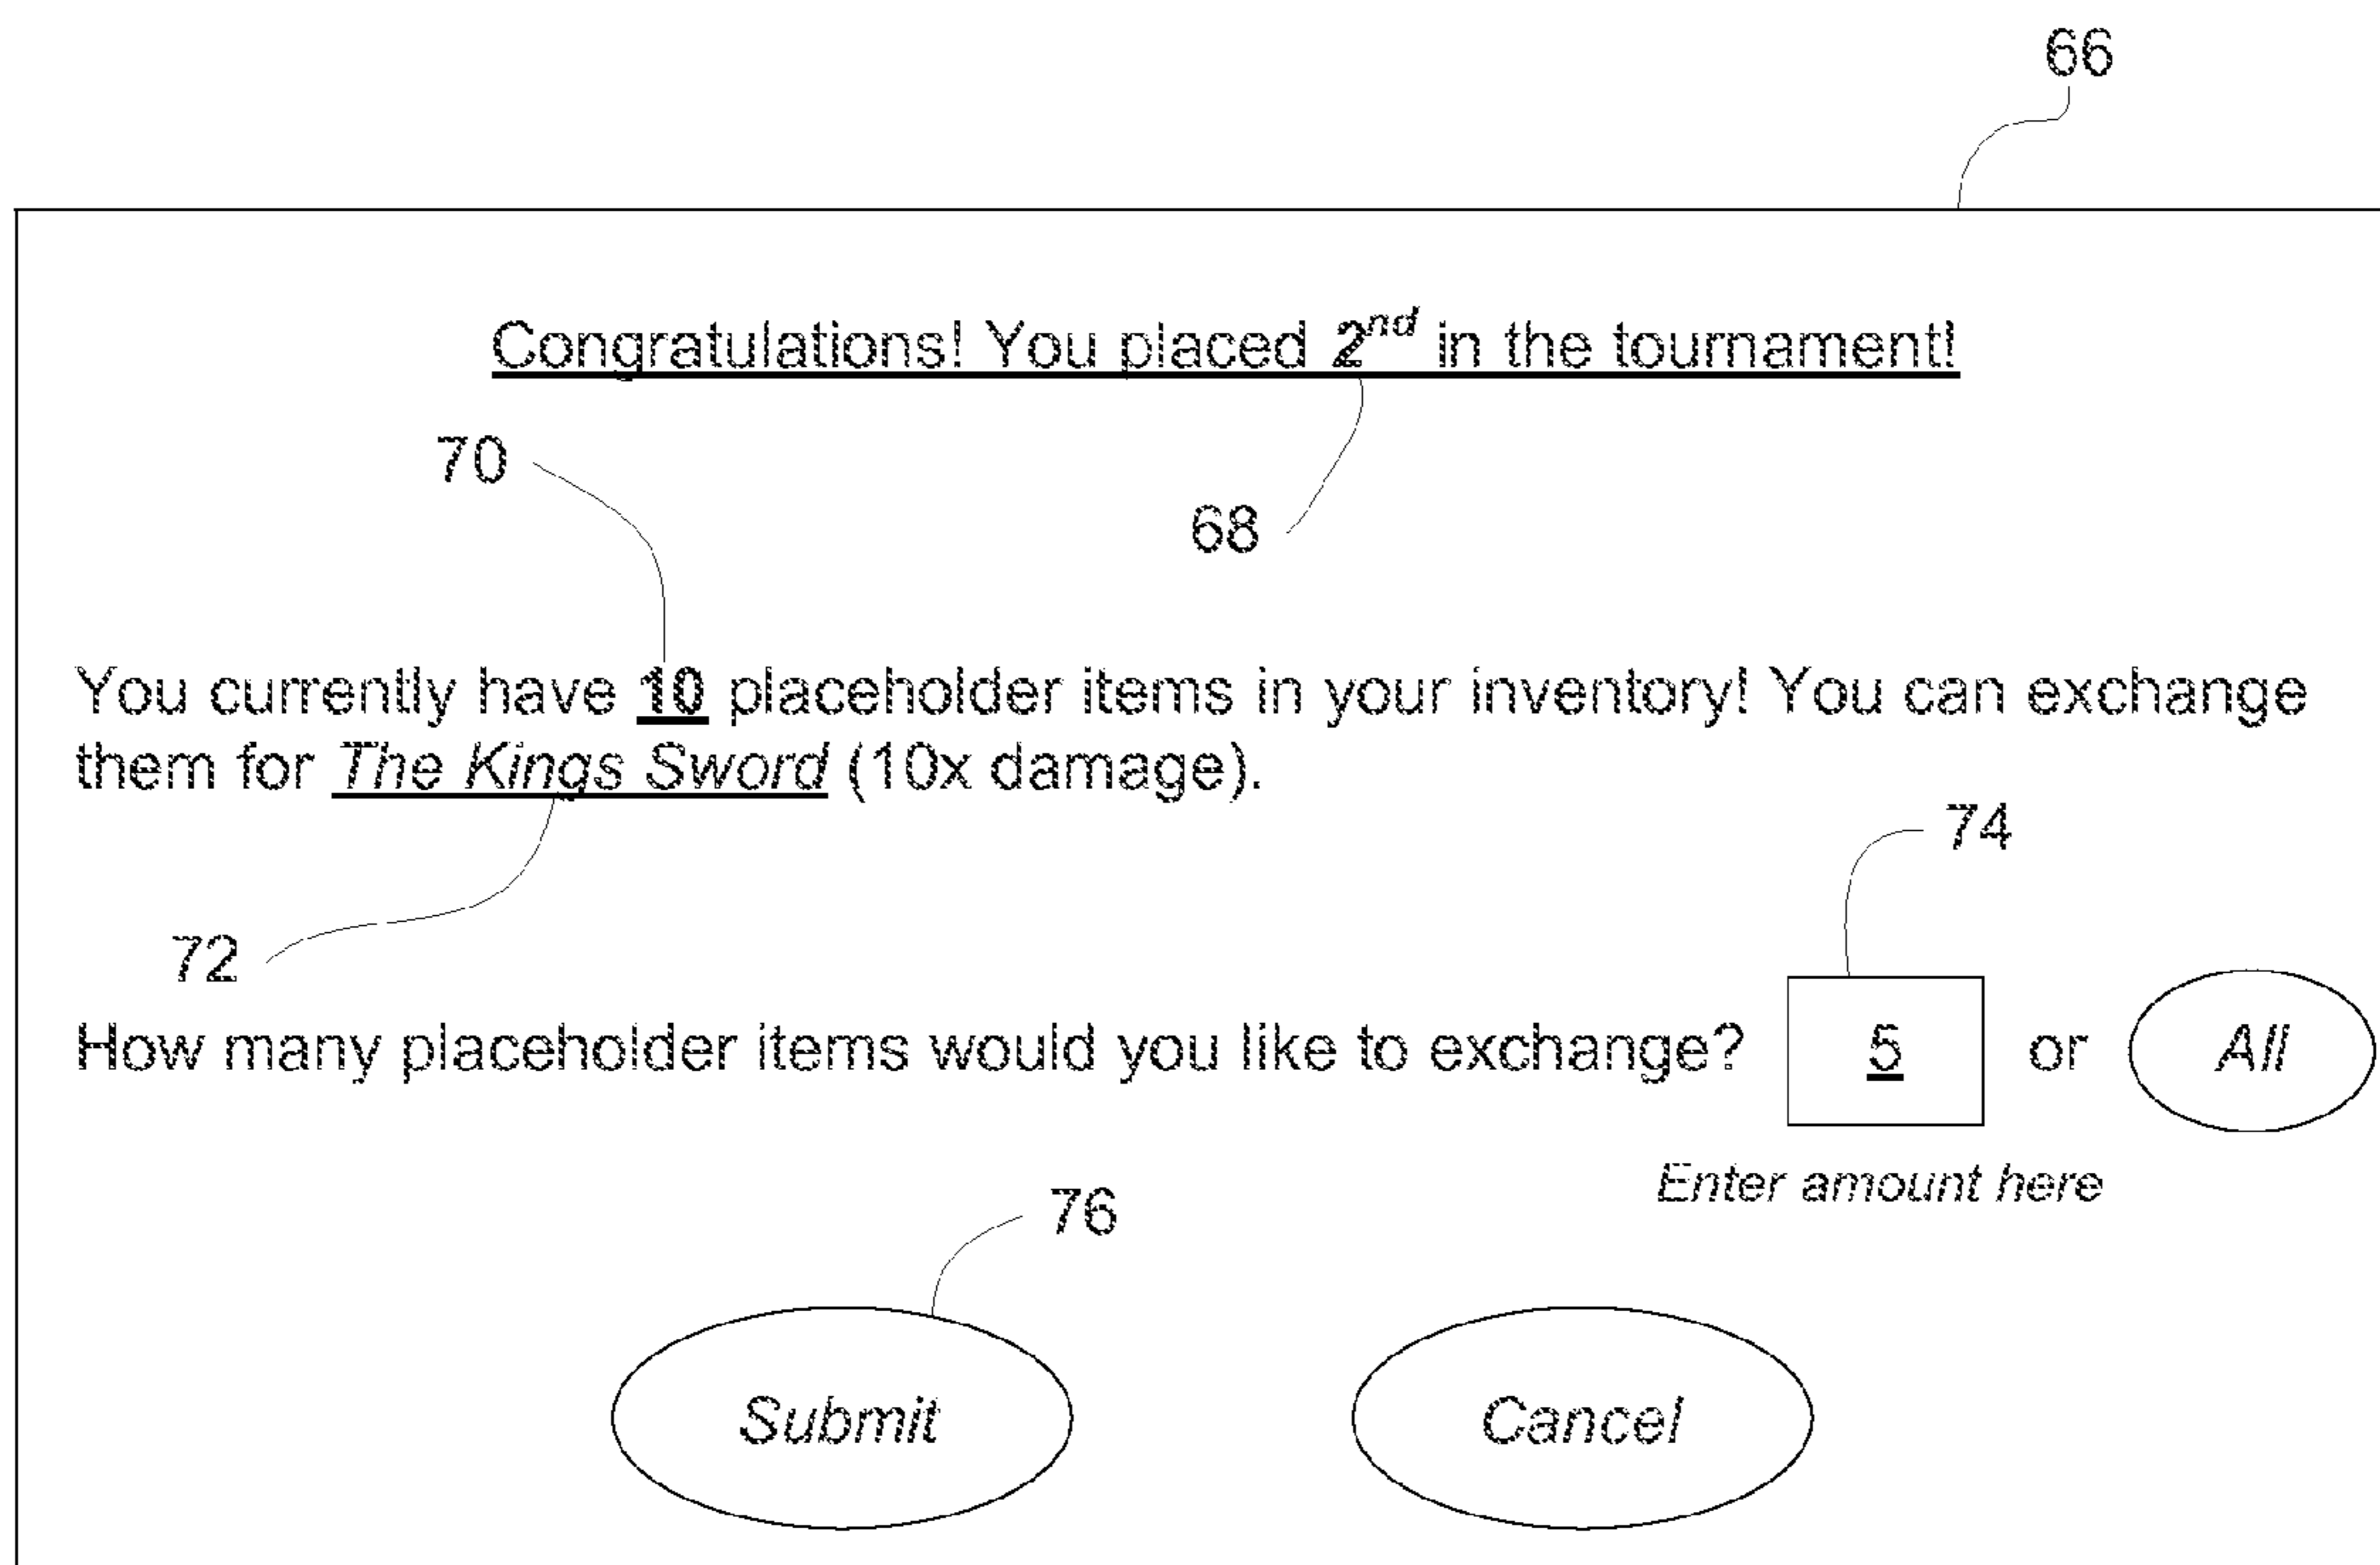 66
Congratulations! You placed 2nd in the tournament!
70
68
You currently have 10 placeholder items in your inventory! You can exchange
them for The Kings Sword (10x damage).
74
72
How many placeholder items would you like to exchange? 5 or All
Enter amount here
76
Submit Cancel